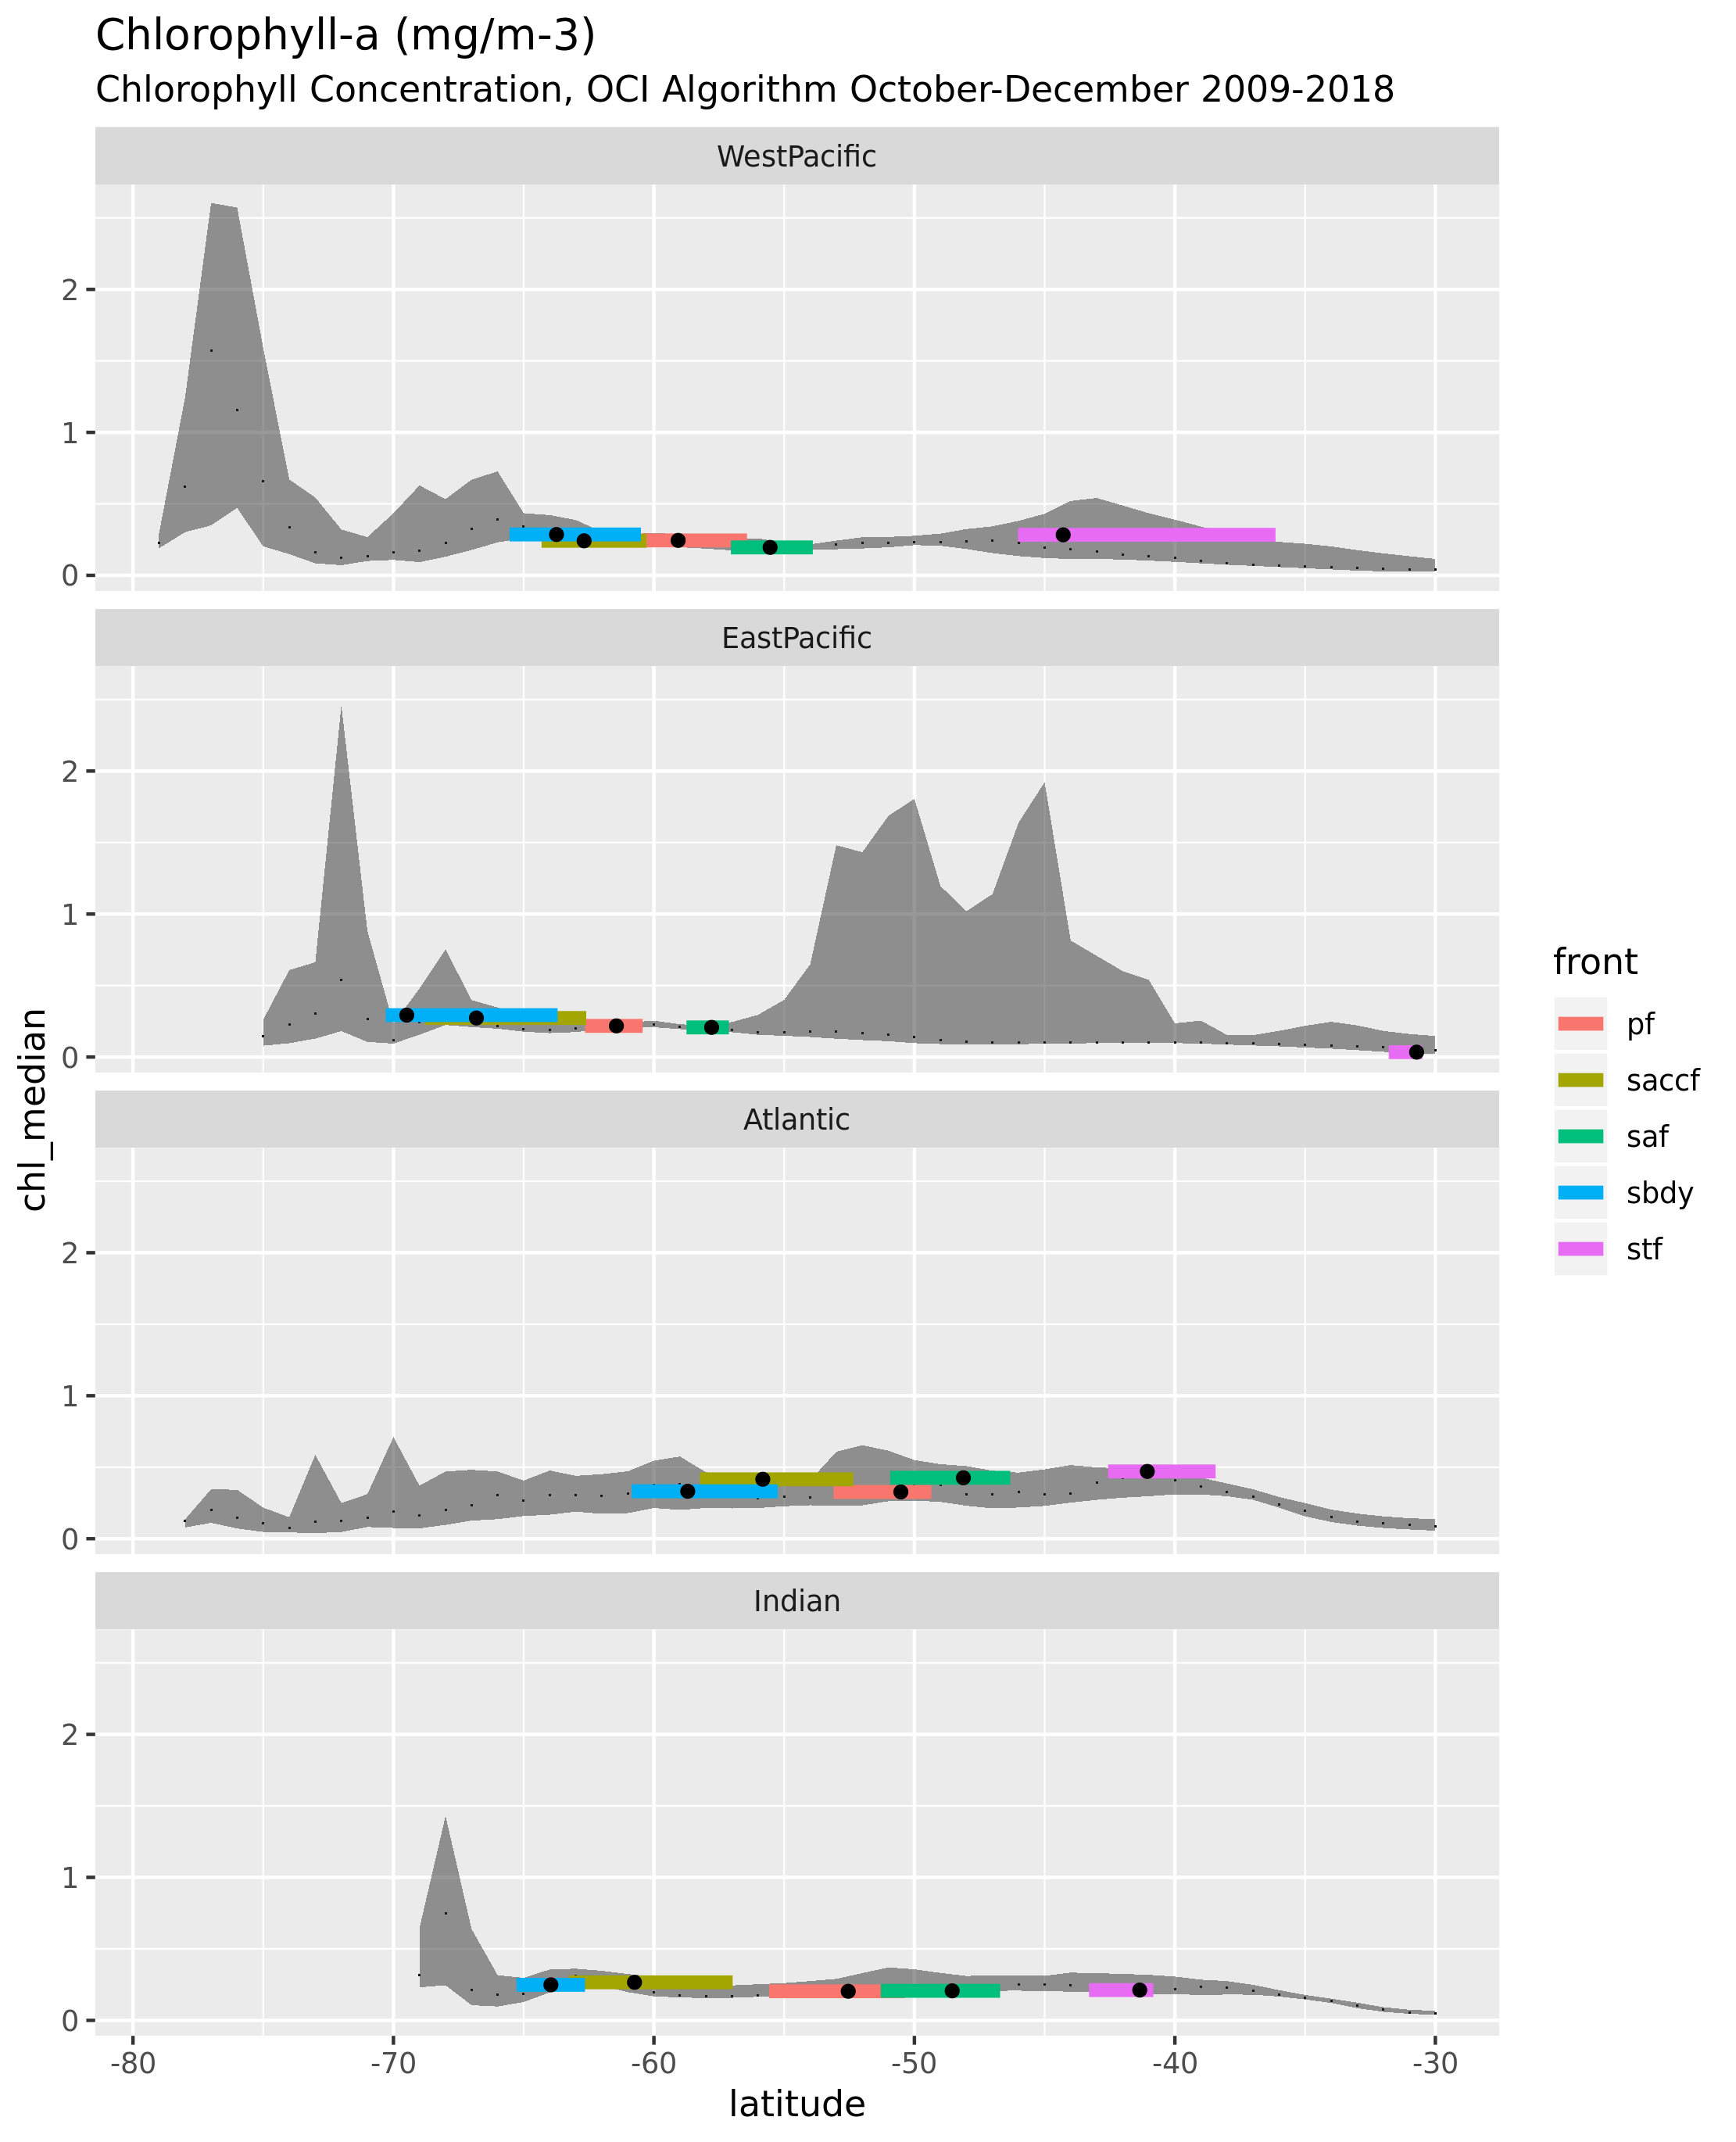 Chlorophyll-a (mg/m-3)
Chlorophyll Concentration, OCI Algorithm October-December 2009-2018
WestPacific
2
1
0
EastPacific
2
1
0
Atlantic
2
1
0
Indian
2
1
0
-80 -70 -60 -50 -40 -30
latitude
chl_median
front
pf
saccf
saf
sbdy
stf